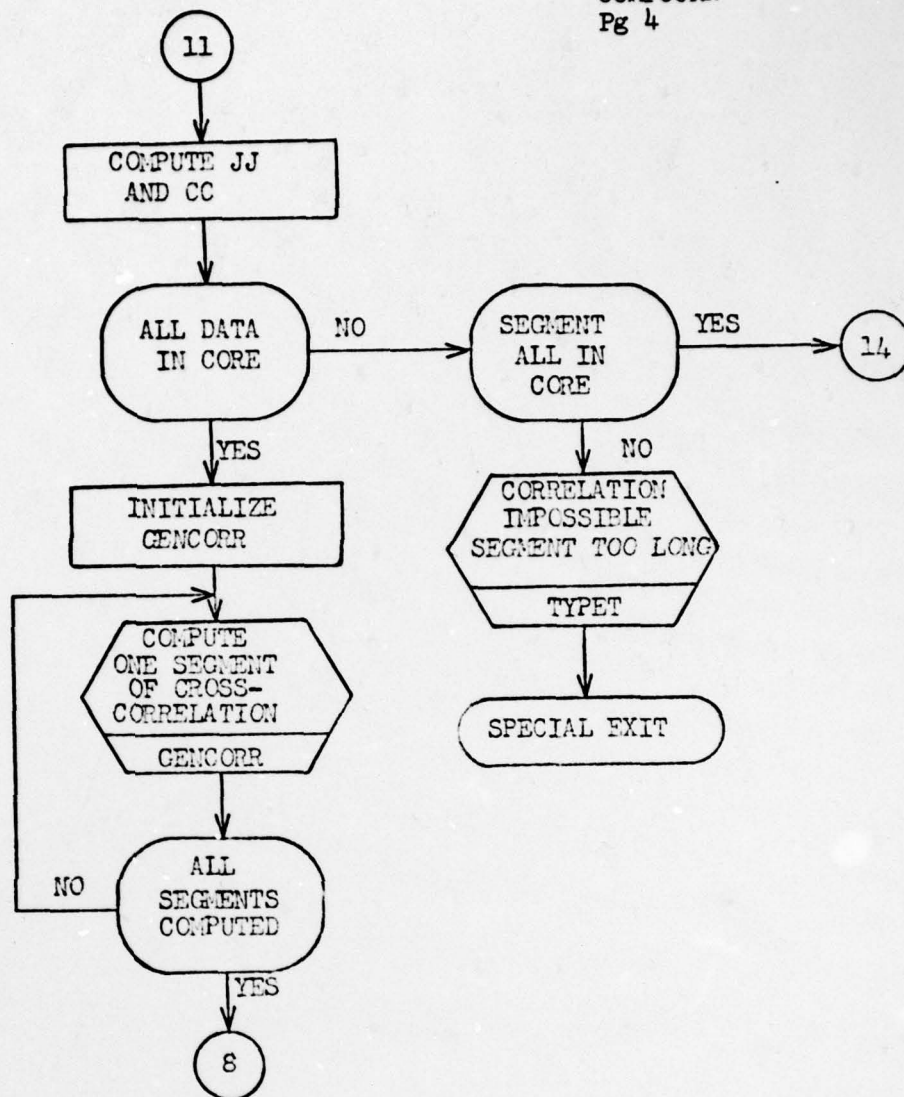 Pg 4
11
COMPUTE JJ
AND CC
ALL DATA
IN CORE
NO
SEGMENT
ALL IN
CORE
YES
14
YES
NO
INITIALIZE
GENCORR
CORRELATION
IMPOSSIBLE
SEGMENT TOO LONG
TYPET
COMPUTE
ONE SEGMENT
OF CROSS-
CORRELATION
GENCORR
SPECIAL EXIT
ALL
SEGMENTS
COMPUTED
NO
YES
8